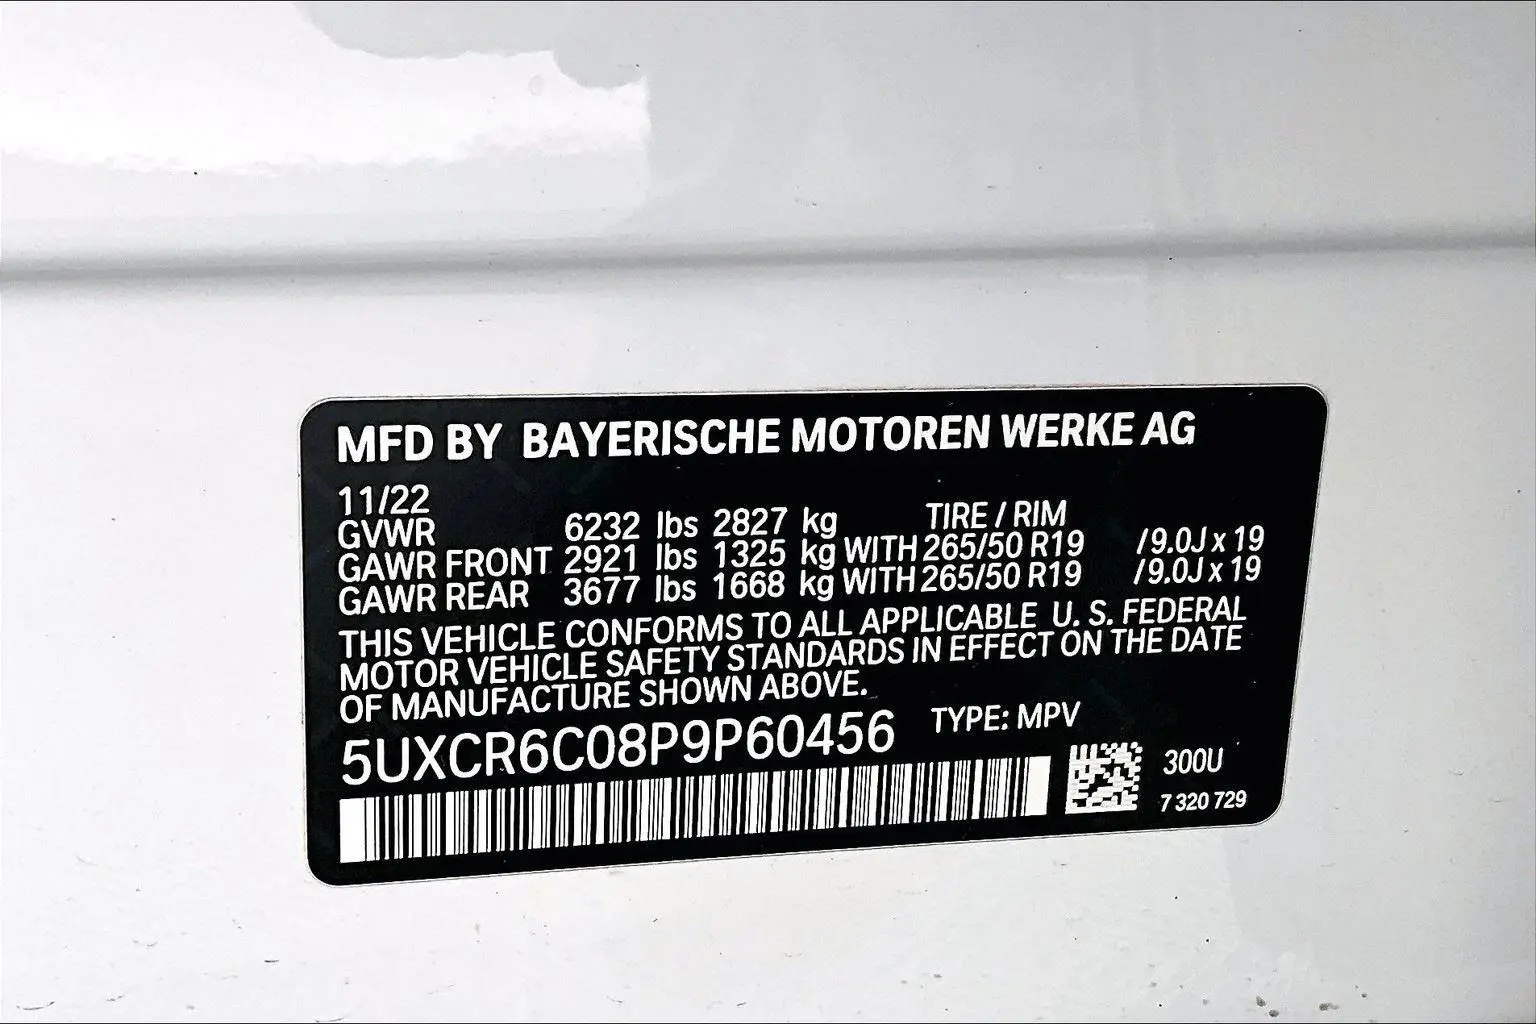 MFD BY BAYERISCHE MOTOREN WERKE AG
11/22
TIRE / RIM
GVWR 6232 lbs 2827 kg
GAWR FRONT 2921 lbs 1325 kg WITH 265/50 R19 /9.0J x 19
GAWR REAR 3677 lbs 1668 kg WITH 265/50 R19 /9.0J x 19
THIS VEHICLE CONFORMS TO ALL APPLICABLE U. S. FEDERAL
MOTOR VEHICLE SAFETY STANDARDS IN EFFECT ON THE DATE
OF MANUFACTURE SHOWN ABOVE.
5UXCR6C08P9P60456 TYPE: MPV
300U
7 320 729